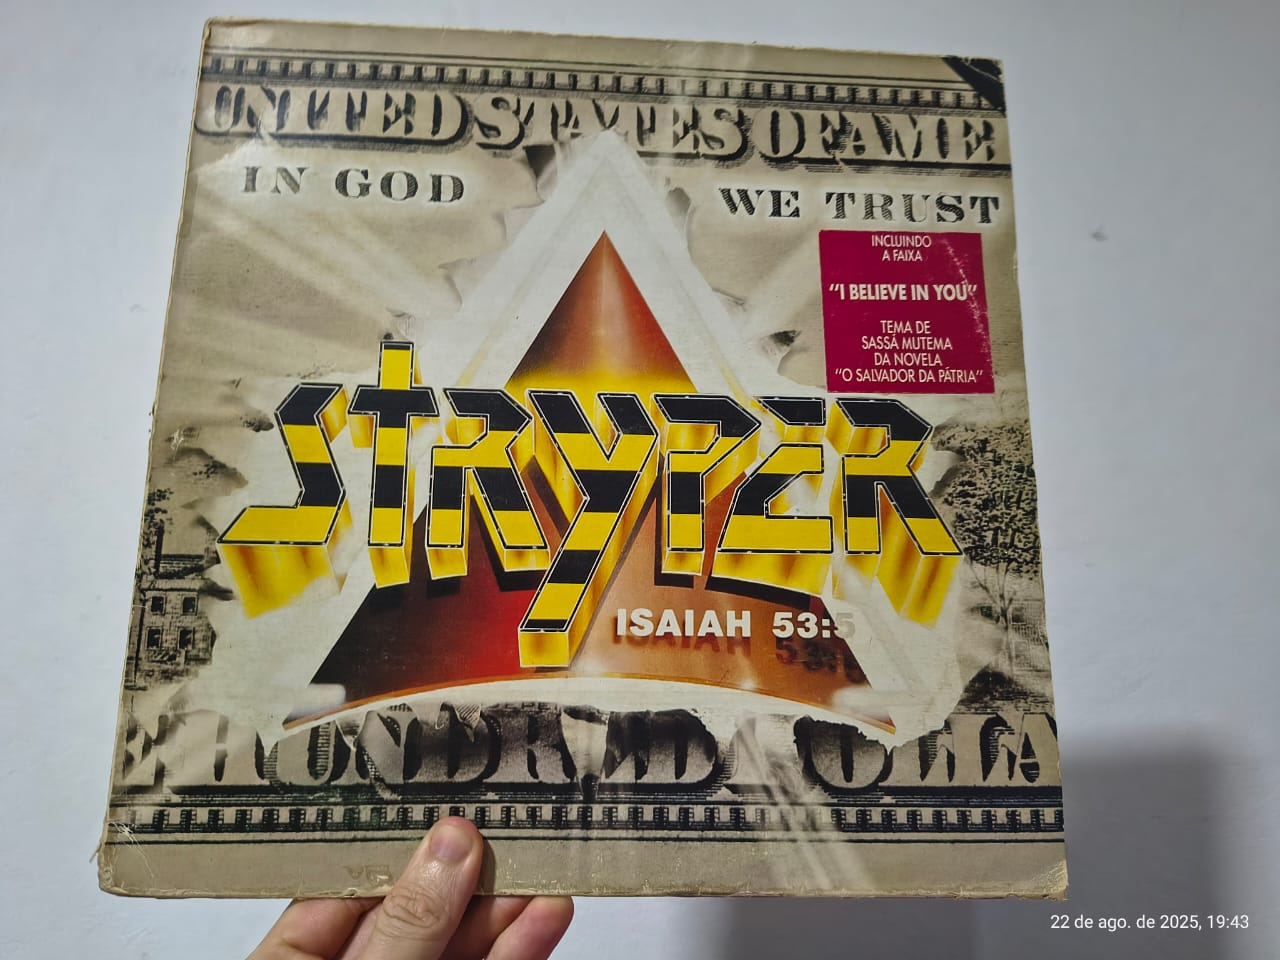 UNITED STATES OF AME
IN GOD WE TRUST
INCLUINDO
A FAIXA
"I BELIEVE IN YOU"
TEMA DE
SASSÁ MUTEMA
DA NOVELA
"O SALVADOR DA PÁTRIA"
STRYPER
ISAIAH 53:5
E HUNDRED DOLLA
22 de ago. de 2025, 19:43